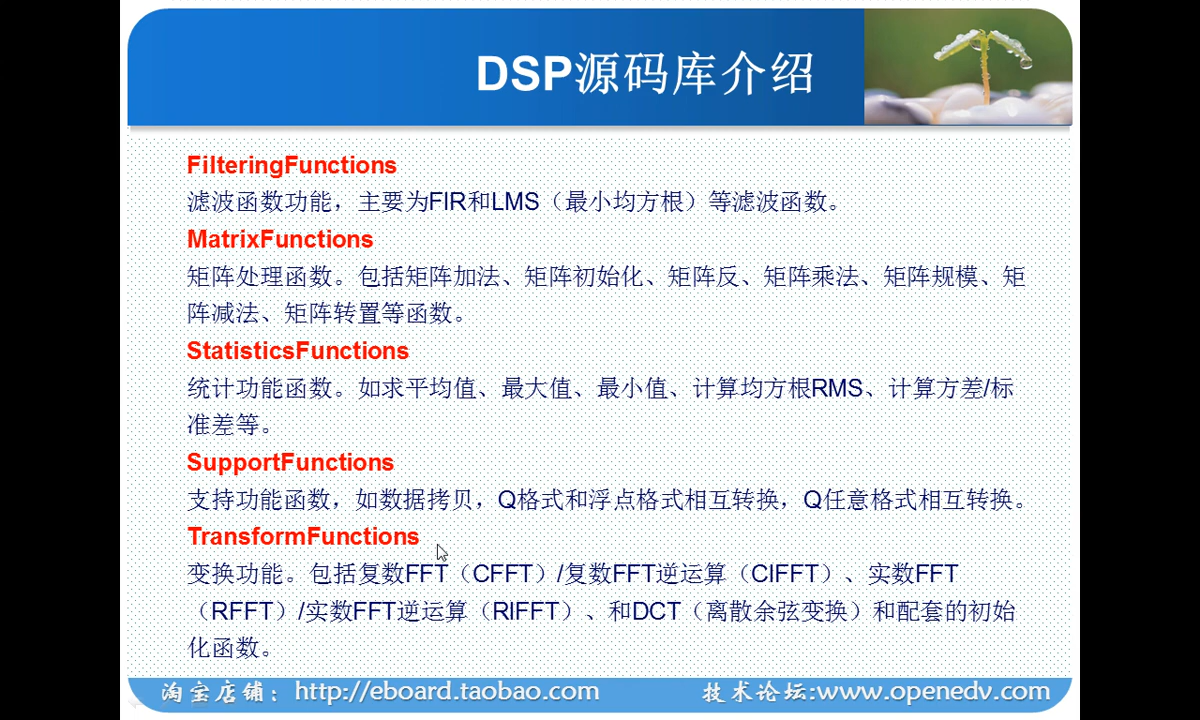 DSP源码库介绍
FilteringFunctions
滤波函数功能，主要为FIR和LMS（最小均方根）等滤波函数。
MatrixFunctions
矩阵处理函数。包括矩阵加法、矩阵初始化、矩阵反、矩阵乘法、矩阵规模、矩
阵减法、矩阵转置等函数。
StatisticsFunctions
统计功能函数。如求平均值、最大值、最小值、计算均方根RMS、计算方差/标
准差等。
SupportFunctions
支持功能函数，如数据拷贝，Q格式和浮点格式相互转换，Q任意格式相互转换。
TransformFunctions
变换功能。包括复数FFT（CFFT）/复数FFT逆运算（CIFFT）、实数FFT
（RFFT）/实数FFT逆运算（RIFFT）、和DCT（离散余弦变换）和配套的初始
化函数。
淘宝店铺：http://eboard.taobao.com
技术论坛:www.openedv.com